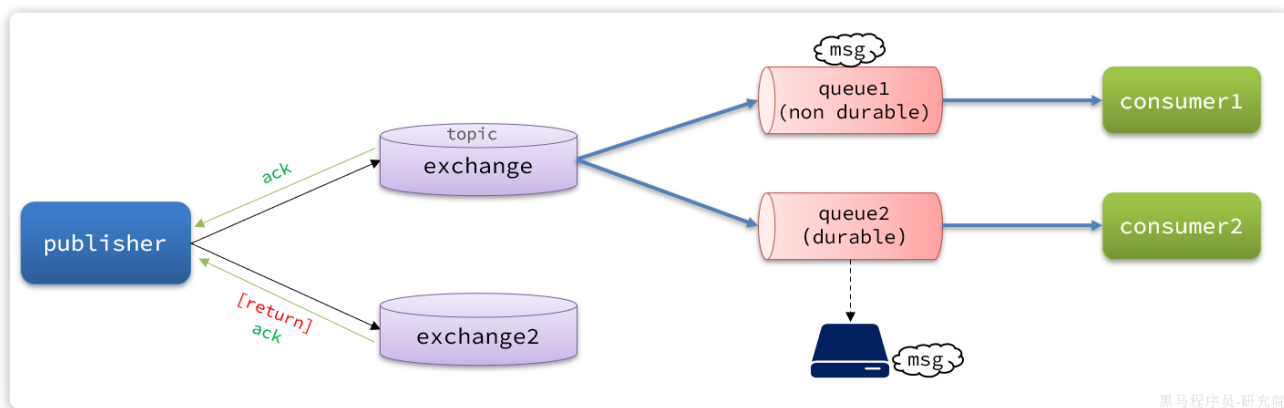 msg
queue1
(non durable)
consumer1
topic
exchange
ack
publisher
queue2
(durable)
consumer2
[return]
ack
exchange2
msg
黑马程序员-研究院